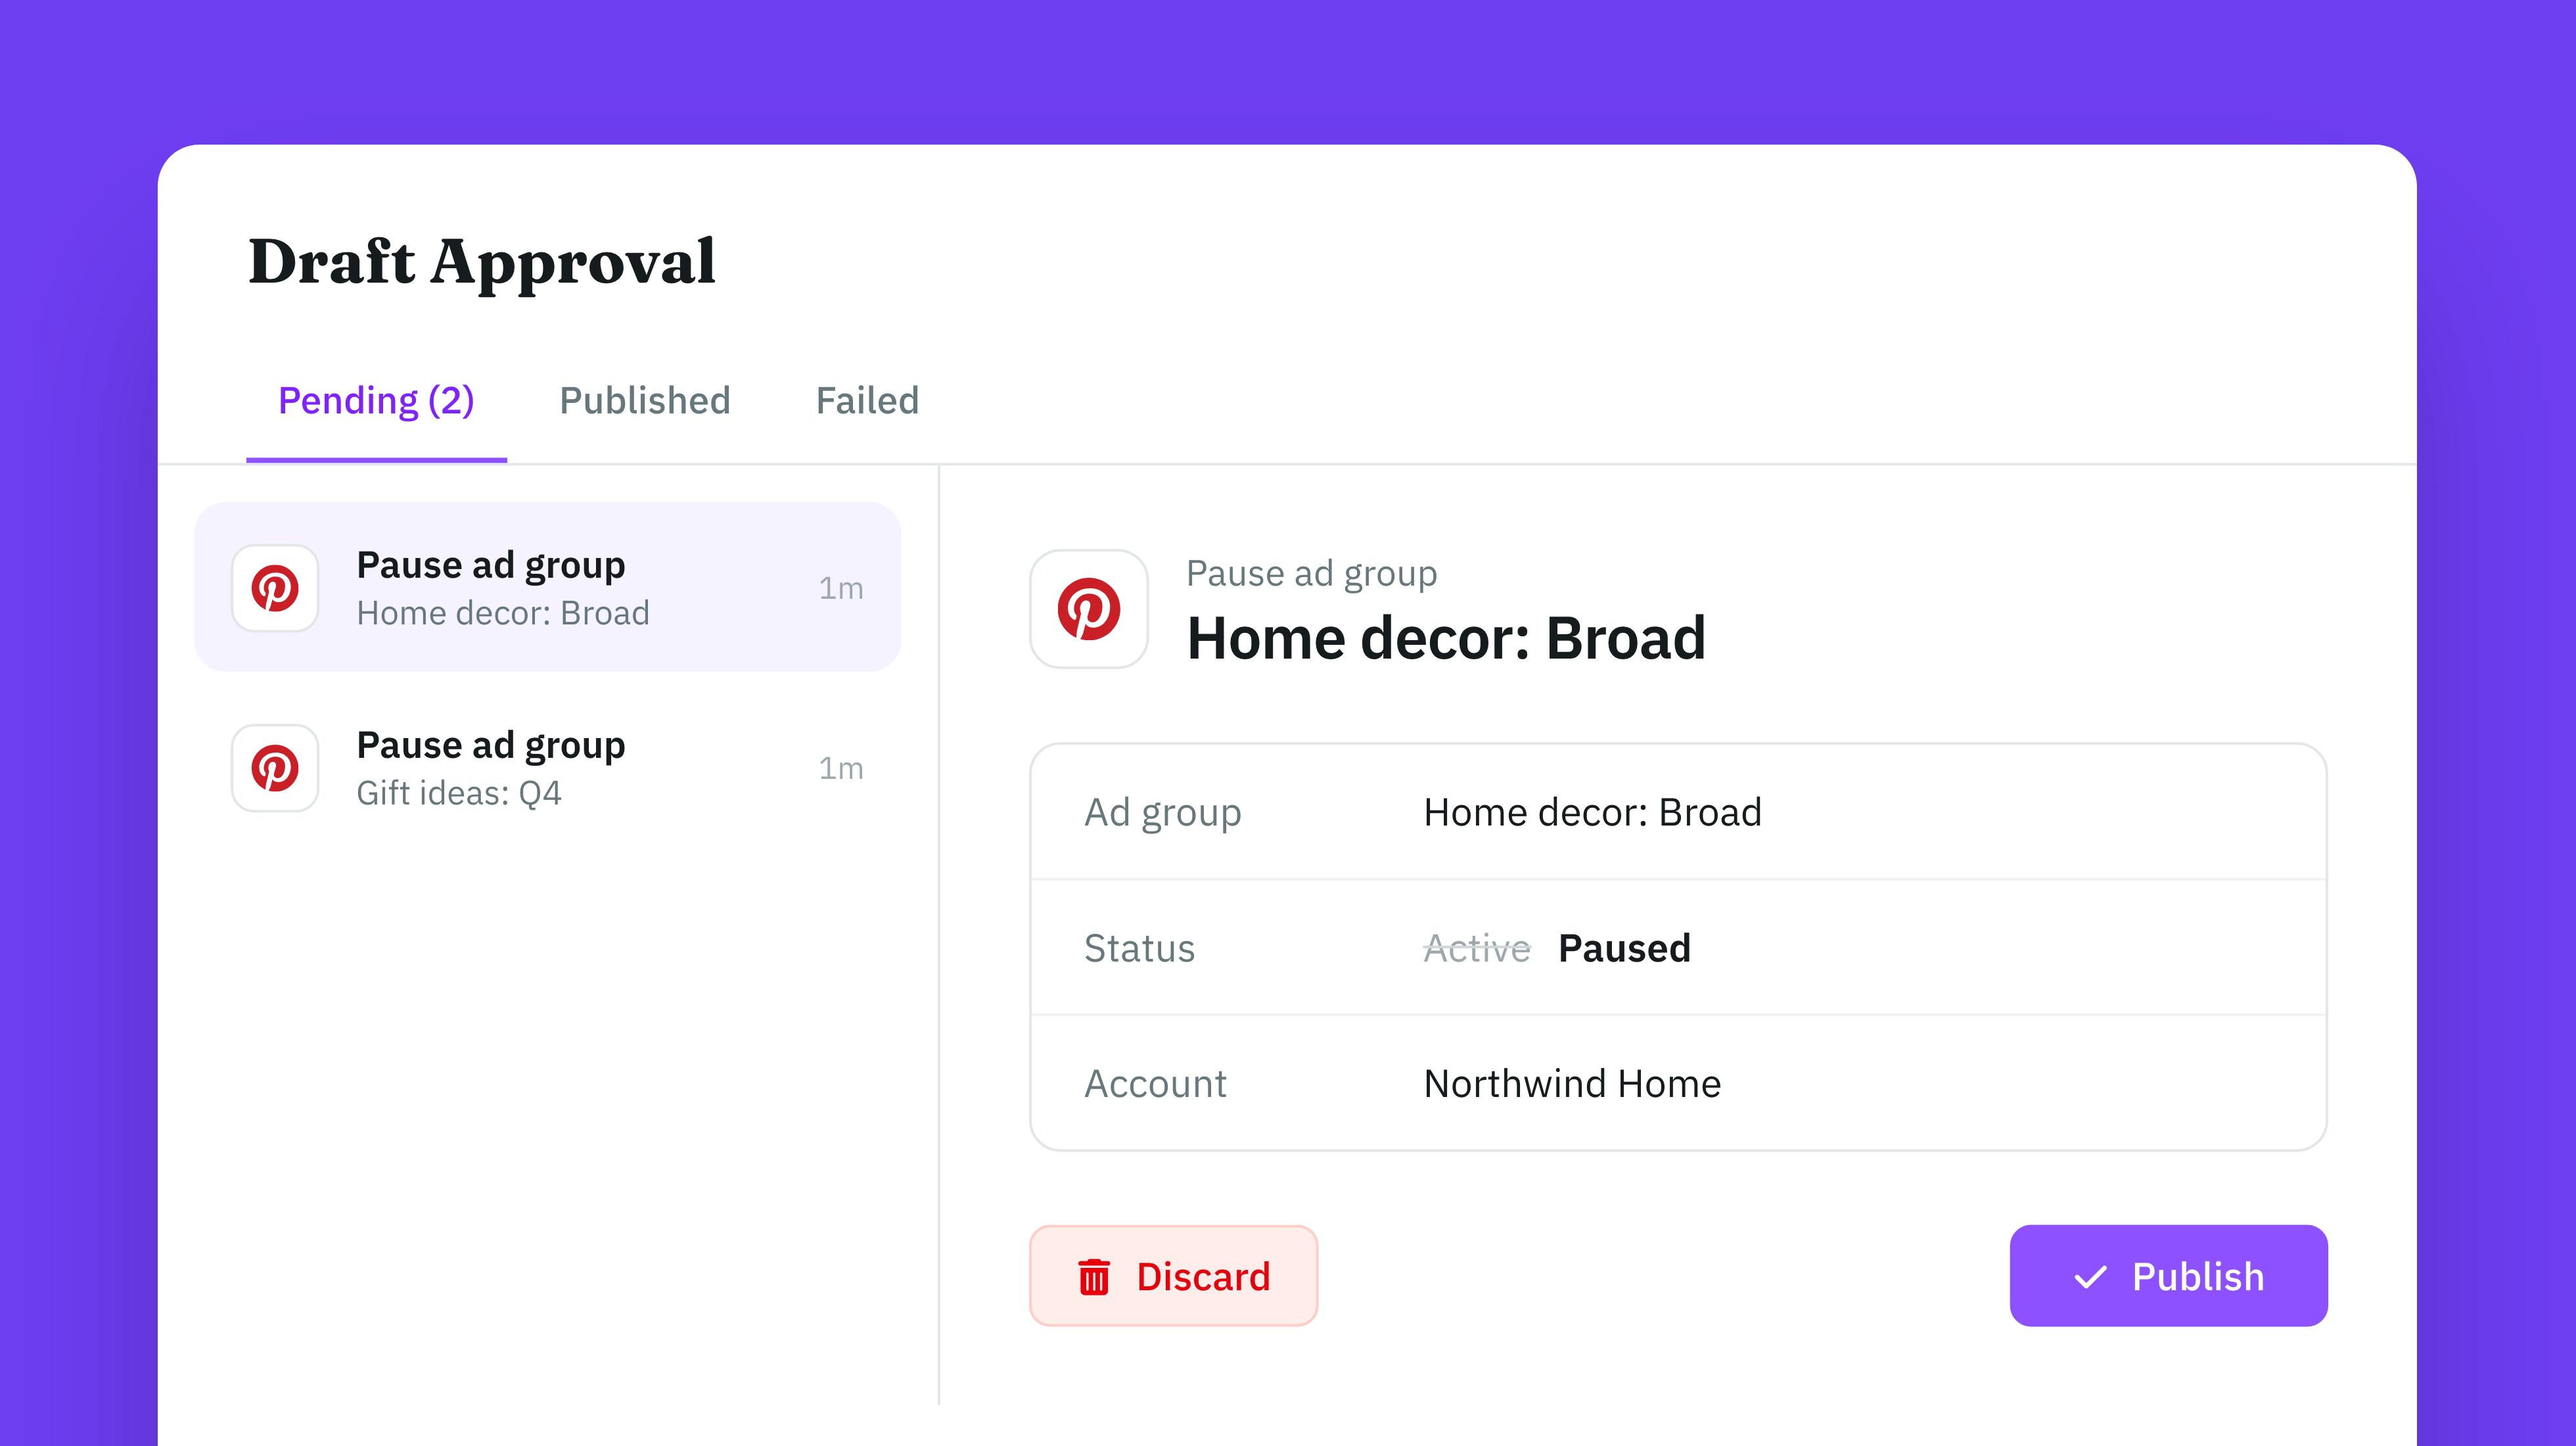 Draft Approval
Pending (2)
Published
Failed
Pause ad group
Home decor: Broad
1m
Pause ad group
Gift ideas: Q4
1m
Pause ad group
Home decor: Broad
Ad group
Home decor: Broad
Status
Active Paused
Account
Northwind Home
Discard
Publish